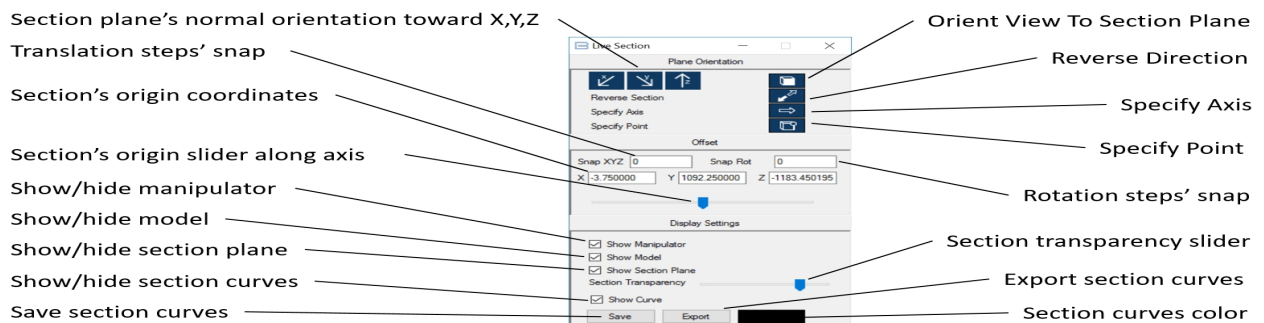 Section plane's normal orientation toward X,Y,Z
Translation steps' snap
Section's origin coordinates
Section's origin slider along axis
Show/hide manipulator
Show/hide model
Show/hide section plane
Show/hide section curves
Save section curves
Live Section
Plane Orientation
X Y Z
Reverse Section
Specify Axis
Specify Point
Offset
Snap XYZ 0 Snap Rot 0
X -3.750000 Y 1092.250000 Z -1183.450195
Display Settings
Show Manipulator
Show Model
Show Section Plane
Section Transparency
Show Curve
Save Export
Orient View To Section Plane
Reverse Direction
Specify Axis
Specify Point
Rotation steps' snap
Section transparency slider
Export section curves
Section curves color